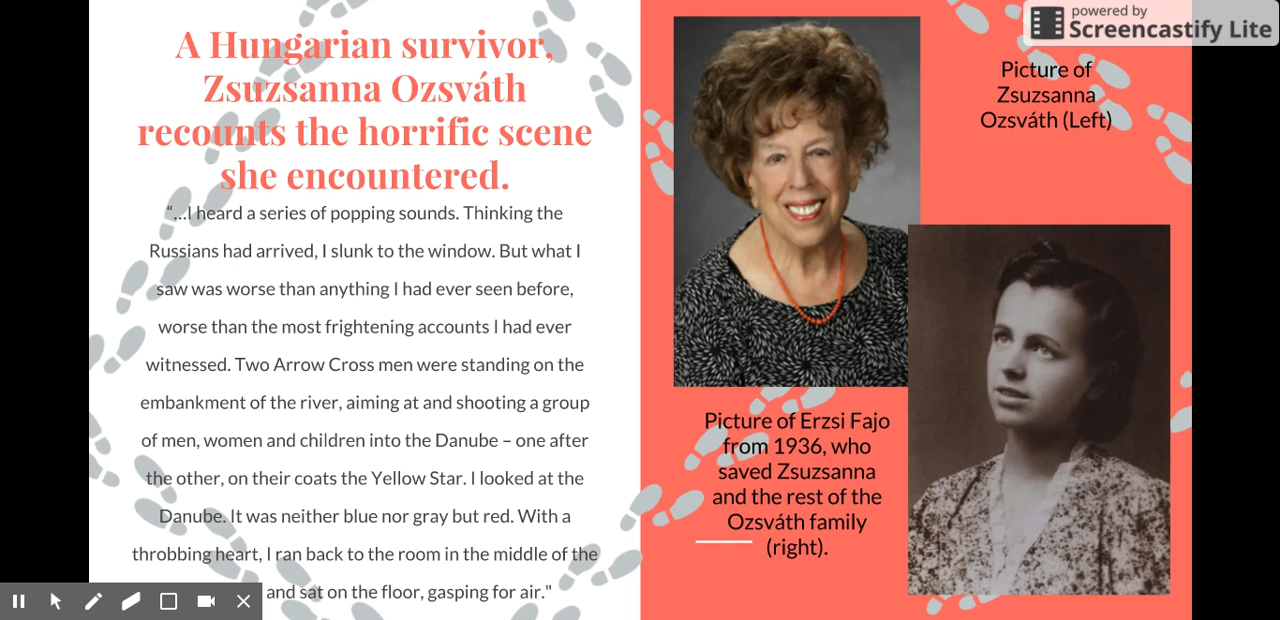 A Hungarian survivor,
Zsuzsanna Ozsváth
recounts the horrific scene
she encountered.
“…I heard a series of popping sounds. Thinking the
Russians had arrived, I slunk to the window. But what I
saw was worse than anything I had ever seen before,
worse than the most frightening accounts I had ever
witnessed. Two Arrow Cross men were standing on the
embankment of the river, aiming at and shooting a group
of men, women and children into the Danube – one after
the other, on their coats the Yellow Star. I looked at the
Danube. It was neither blue nor gray but red. With a
throbbing heart, I ran back to the room in the middle of the
and sat on the floor, gasping for air."
powered by
Screencastify Lite
Picture of
Zsuzsanna
Ozsváth (Left)
Picture of Erzsi Fajo
from 1936, who
saved Zsuzsanna
and the rest of the
Ozsváth family
(right).